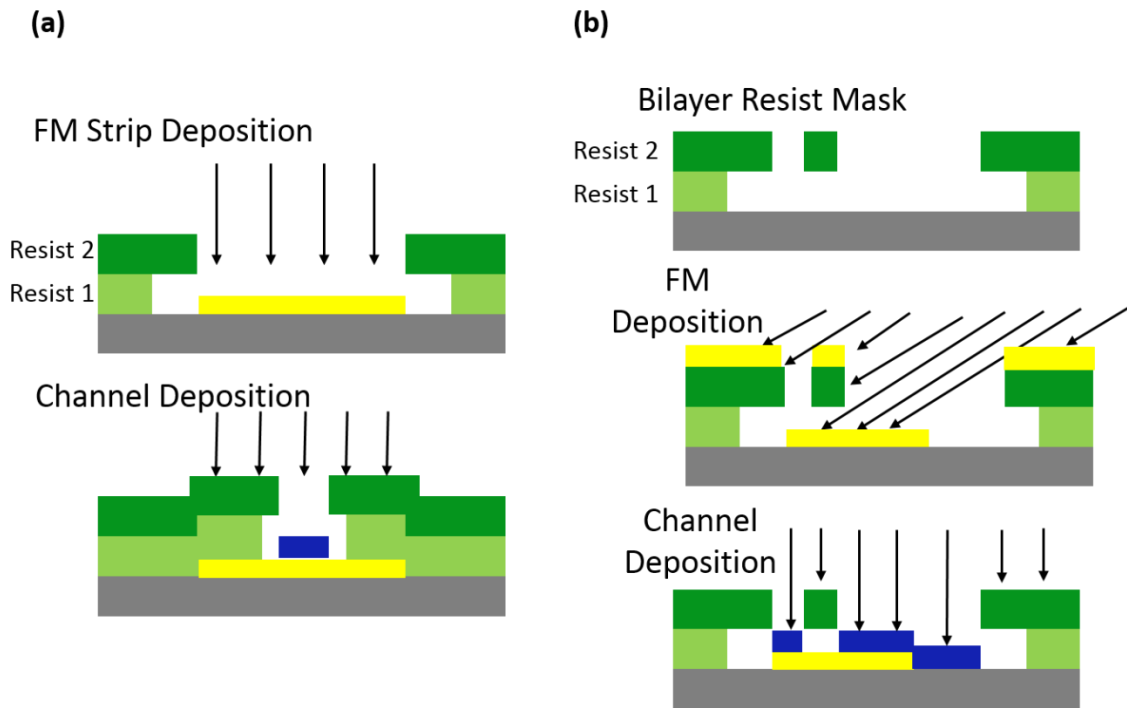 (a)
FM Strip Deposition
Resist 2
Resist 1
Channel Deposition
(b)
Bilayer Resist Mask
Resist 2
Resist 1
FM
Deposition
Channel
Deposition